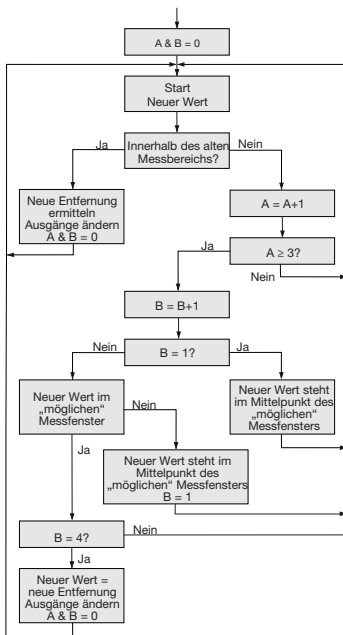 A & B = 0
Start
Neuer Wert
Innerhalb des alten
Messbereichs?
Ja
Nein
Neue Entfernung
ermitteln
Ausgänge ändern
A & B = 0
A = A+1
A ≥ 3?
Ja
Nein
B = B+1
B = 1?
Nein
Ja
Neuer Wert im
„möglichen“
Messfenster
Nein
Ja
Neuer Wert steht
im Mittelpunkt des
„möglichen“
Messfensters
Neuer Wert steht im
Mittelpunkt des
„möglichen“ Messfensters
B = 1
B = 4?
Nein
Ja
Neuer Wert =
neue Entfernung
Ausgänge ändern
A & B = 0